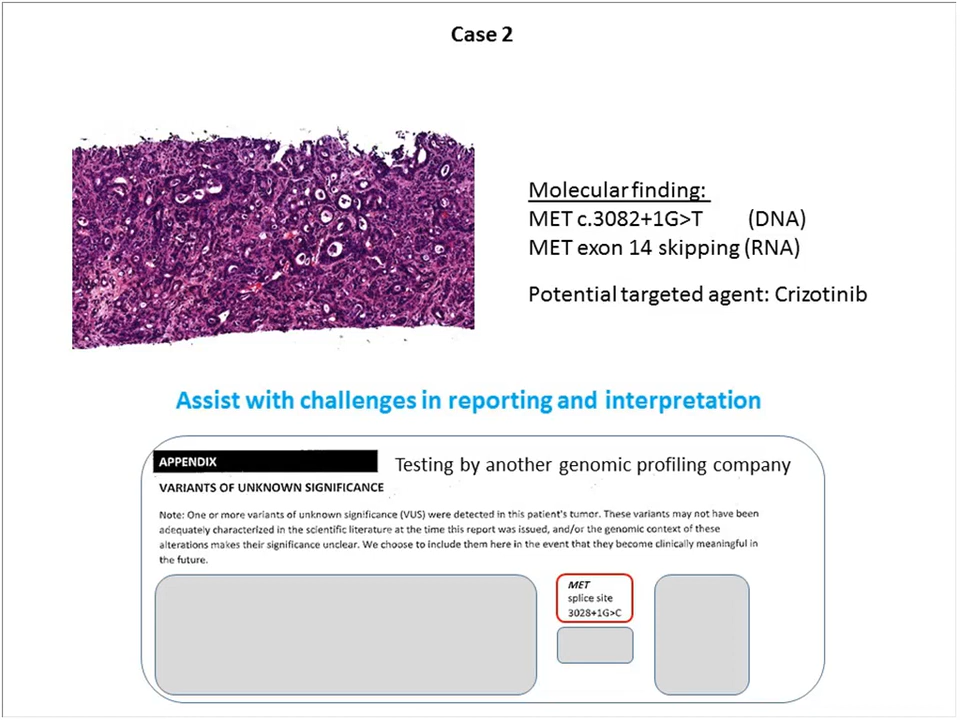 Case 2
Molecular finding:
MET c.3082+1G>T (DNA)
MET exon 14 skipping (RNA)
Potential targeted agent: Crizotinib
Assist with challenges in reporting and interpretation
APPENDIX
Testing by another genomic profiling company
VARIANTS OF UNKNOWN SIGNIFICANCE
Note: One or more variants of unknown significance (VUS) were detected in this patient's tumor. These variants may not have been
adequately characterized in the scientific literature at the time this report was issued, and/or the genomic context of these
alterations makes their significance unclear. We choose to include them here in the event that they become clinically meaningful in
the future.
MET
splice site
3028+1G>C